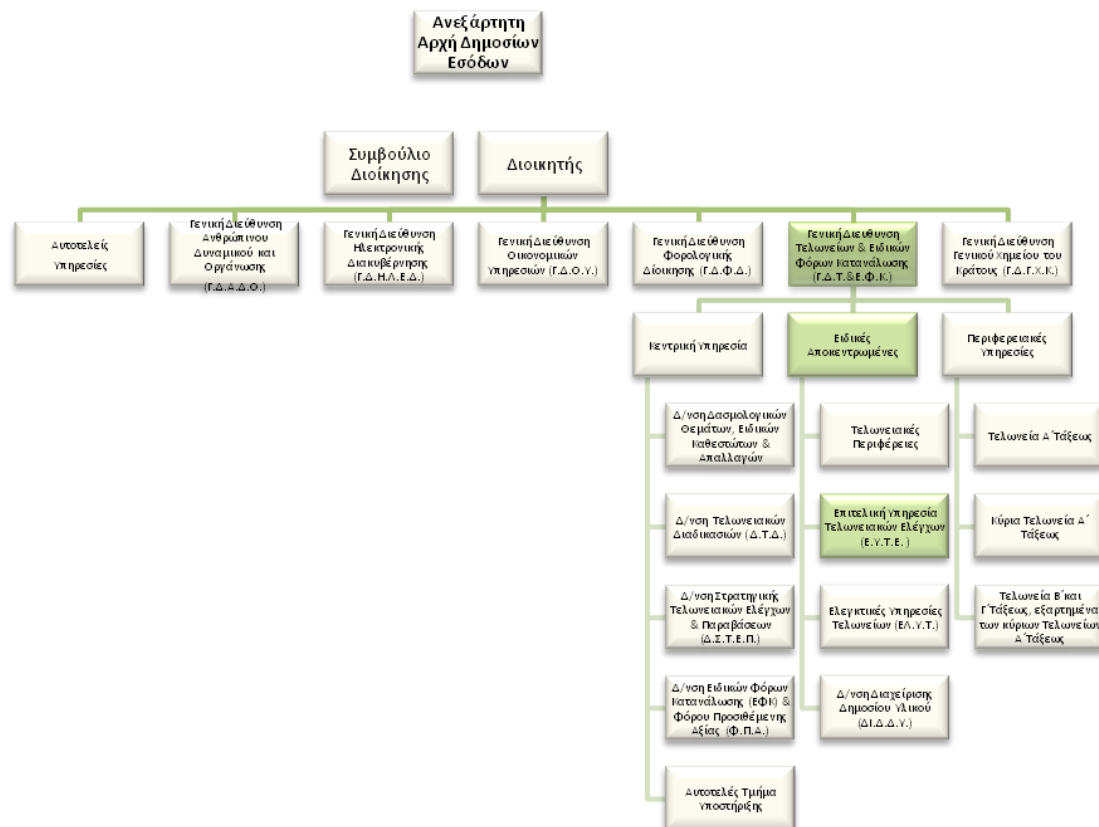 Ανεξάρτητη
Αρχή Δημοσίων
Εσόδων
Συμβούλιο
Διοίκησης
Διοικητής
Αυτοτελείς
Υπηρεσίες
Γενική Διεύθυνση
Ανθρώπινου
Δυναμικού και
Οργάνωσης
(Γ.Δ.Α.Δ.Ο.)
Γενική Διεύθυνση
Ηλεκτρονικής
Διακυβέρνησης
(Γ.Δ.Η.Λ.Ε.Δ.)
Γενική Διεύθυνση
Οικονομικών
Υπηρεσιών (Γ.Δ.Ο.Υ.)
Γενική Διεύθυνση
Φορολογικής
Διοίκησης (Γ.Δ.Φ.Δ.)
Γενική Διευθυνση
Τελωνείων & Ειδικών
Φόρων Κατανάλωσης
(Γ.Δ.Τ.&Ε.Φ.Κ.)
Γενική Διεύθυνση
Γενικού Χημείου του
Κράτους (Γ.Δ.Γ.Χ.Κ.)
Κεντρική Υπηρεσία
Ειδικές
Αποκεντρωμένες
Περιφερειακές
Υπηρεσίες
Δ/νση Δασμολογικών
Θεμάτων, Ειδικών
Καθεστώτων &
Απαλλαγών
Τελωνειακές
Περιφέρειες
Τελωνεία Α΄Τάξεως
Δ/νση Τελωνειακών
Διαδικασιών (Δ.Τ.Δ.)
Επιτελική Υπηρεσία
Τελωνειακών Ελέγχων
(Ε.Υ.Τ.Ε.)
Κύρια Τελωνεία Α΄
Τάξεως
Δ/νση Στρατηγικής
Τελωνειακών Ελέγχων
& Παραβάσεων
(Δ.Σ.Τ.Ε.Π.)
Ελεγκτικές Υπηρεσίες
Τελωνείων (ΕΛ.Υ.Τ.)
Τελωνεία Β΄και
Γ΄Τάξεως, εξαρτημένα
των κύριων Τελωνείων
Α΄Τάξεως
Δ/νση Ειδικών Φόρων
Κατανάλωσης (ΕΦΚ) &
Φόρου Προσιθέμενης
Αξίας (Φ.Π.Α.)
Δ/νση Διαχείρισης
Δημοσίου Υλικού
(ΔΙ.Δ.Δ.Υ.)
Αυτοτελές Τμήμα
Υποστήριξης